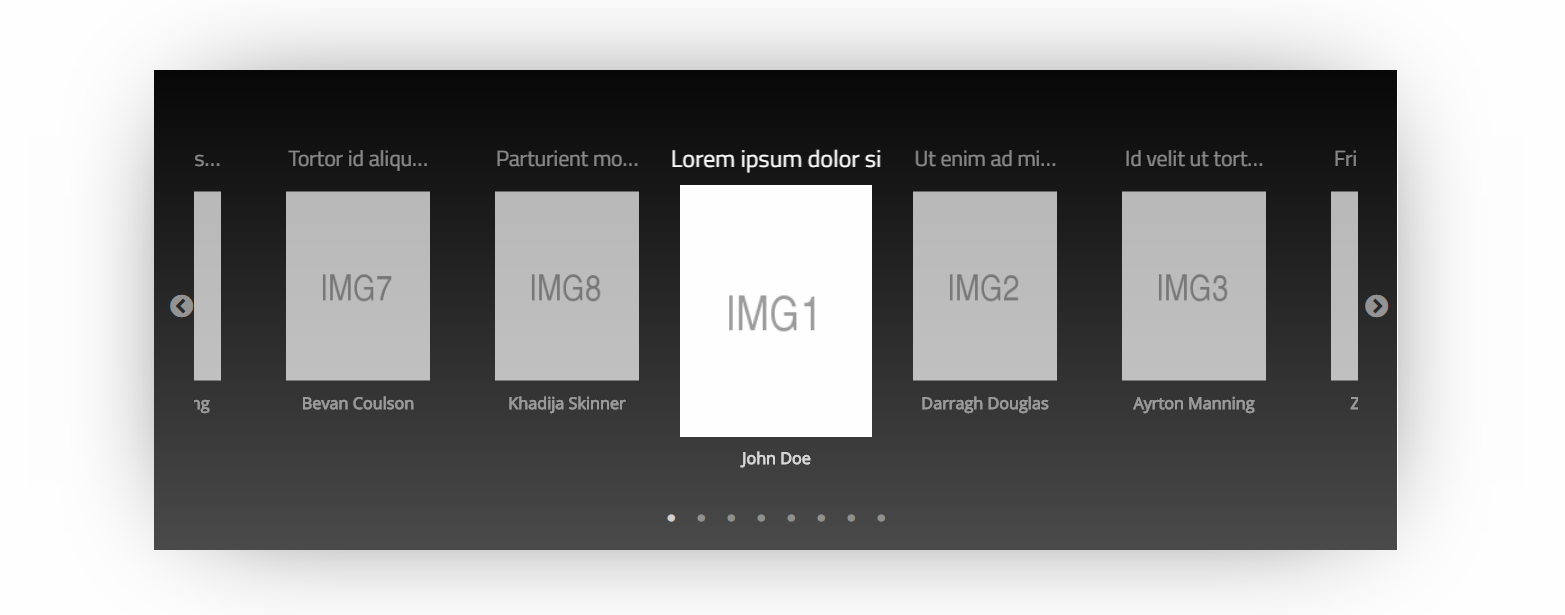 s...
Tortor id aliqu...
Parturient mo...
Lorem ipsum dolor si
Ut enim ad mi...
Id velit ut tort...
Fri
IMG7
IMG8
IMG1
IMG2
IMG3
ng
Bevan Coulson
Khadija Skinner
John Doe
Darragh Douglas
Ayrton Manning
Z